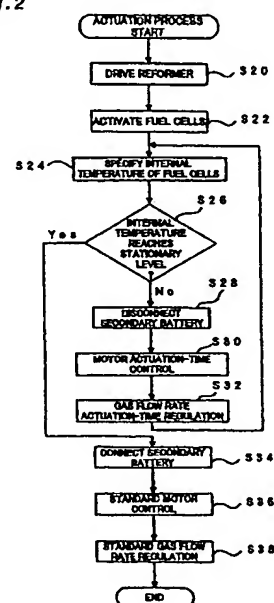 .2
ACTUATION PROCESS
START
DRIVE REFORMER
S20
ACTIVATE FUEL CELLS
S22
S24
SPECIFY INTERNAL
TEMPERATURE OF FUEL CELLS
S26
INTERNAL
TEMPERATURE
REACHES
STATIONARY
LEVEL
Yes
No
S28
DISCONNECT
SECONDARY BATTERY
S30
MOTOR ACTUATION-TIME
CONTROL
S32
GAS FLOW RATE
ACTUATION-TIME REGULATION
CONNECT SECONDARY
BATTERY
S34
STANDARD MOTOR
CONTROL
S36
STANDARD GAS FLOW
RATE REGULATION
S38
END